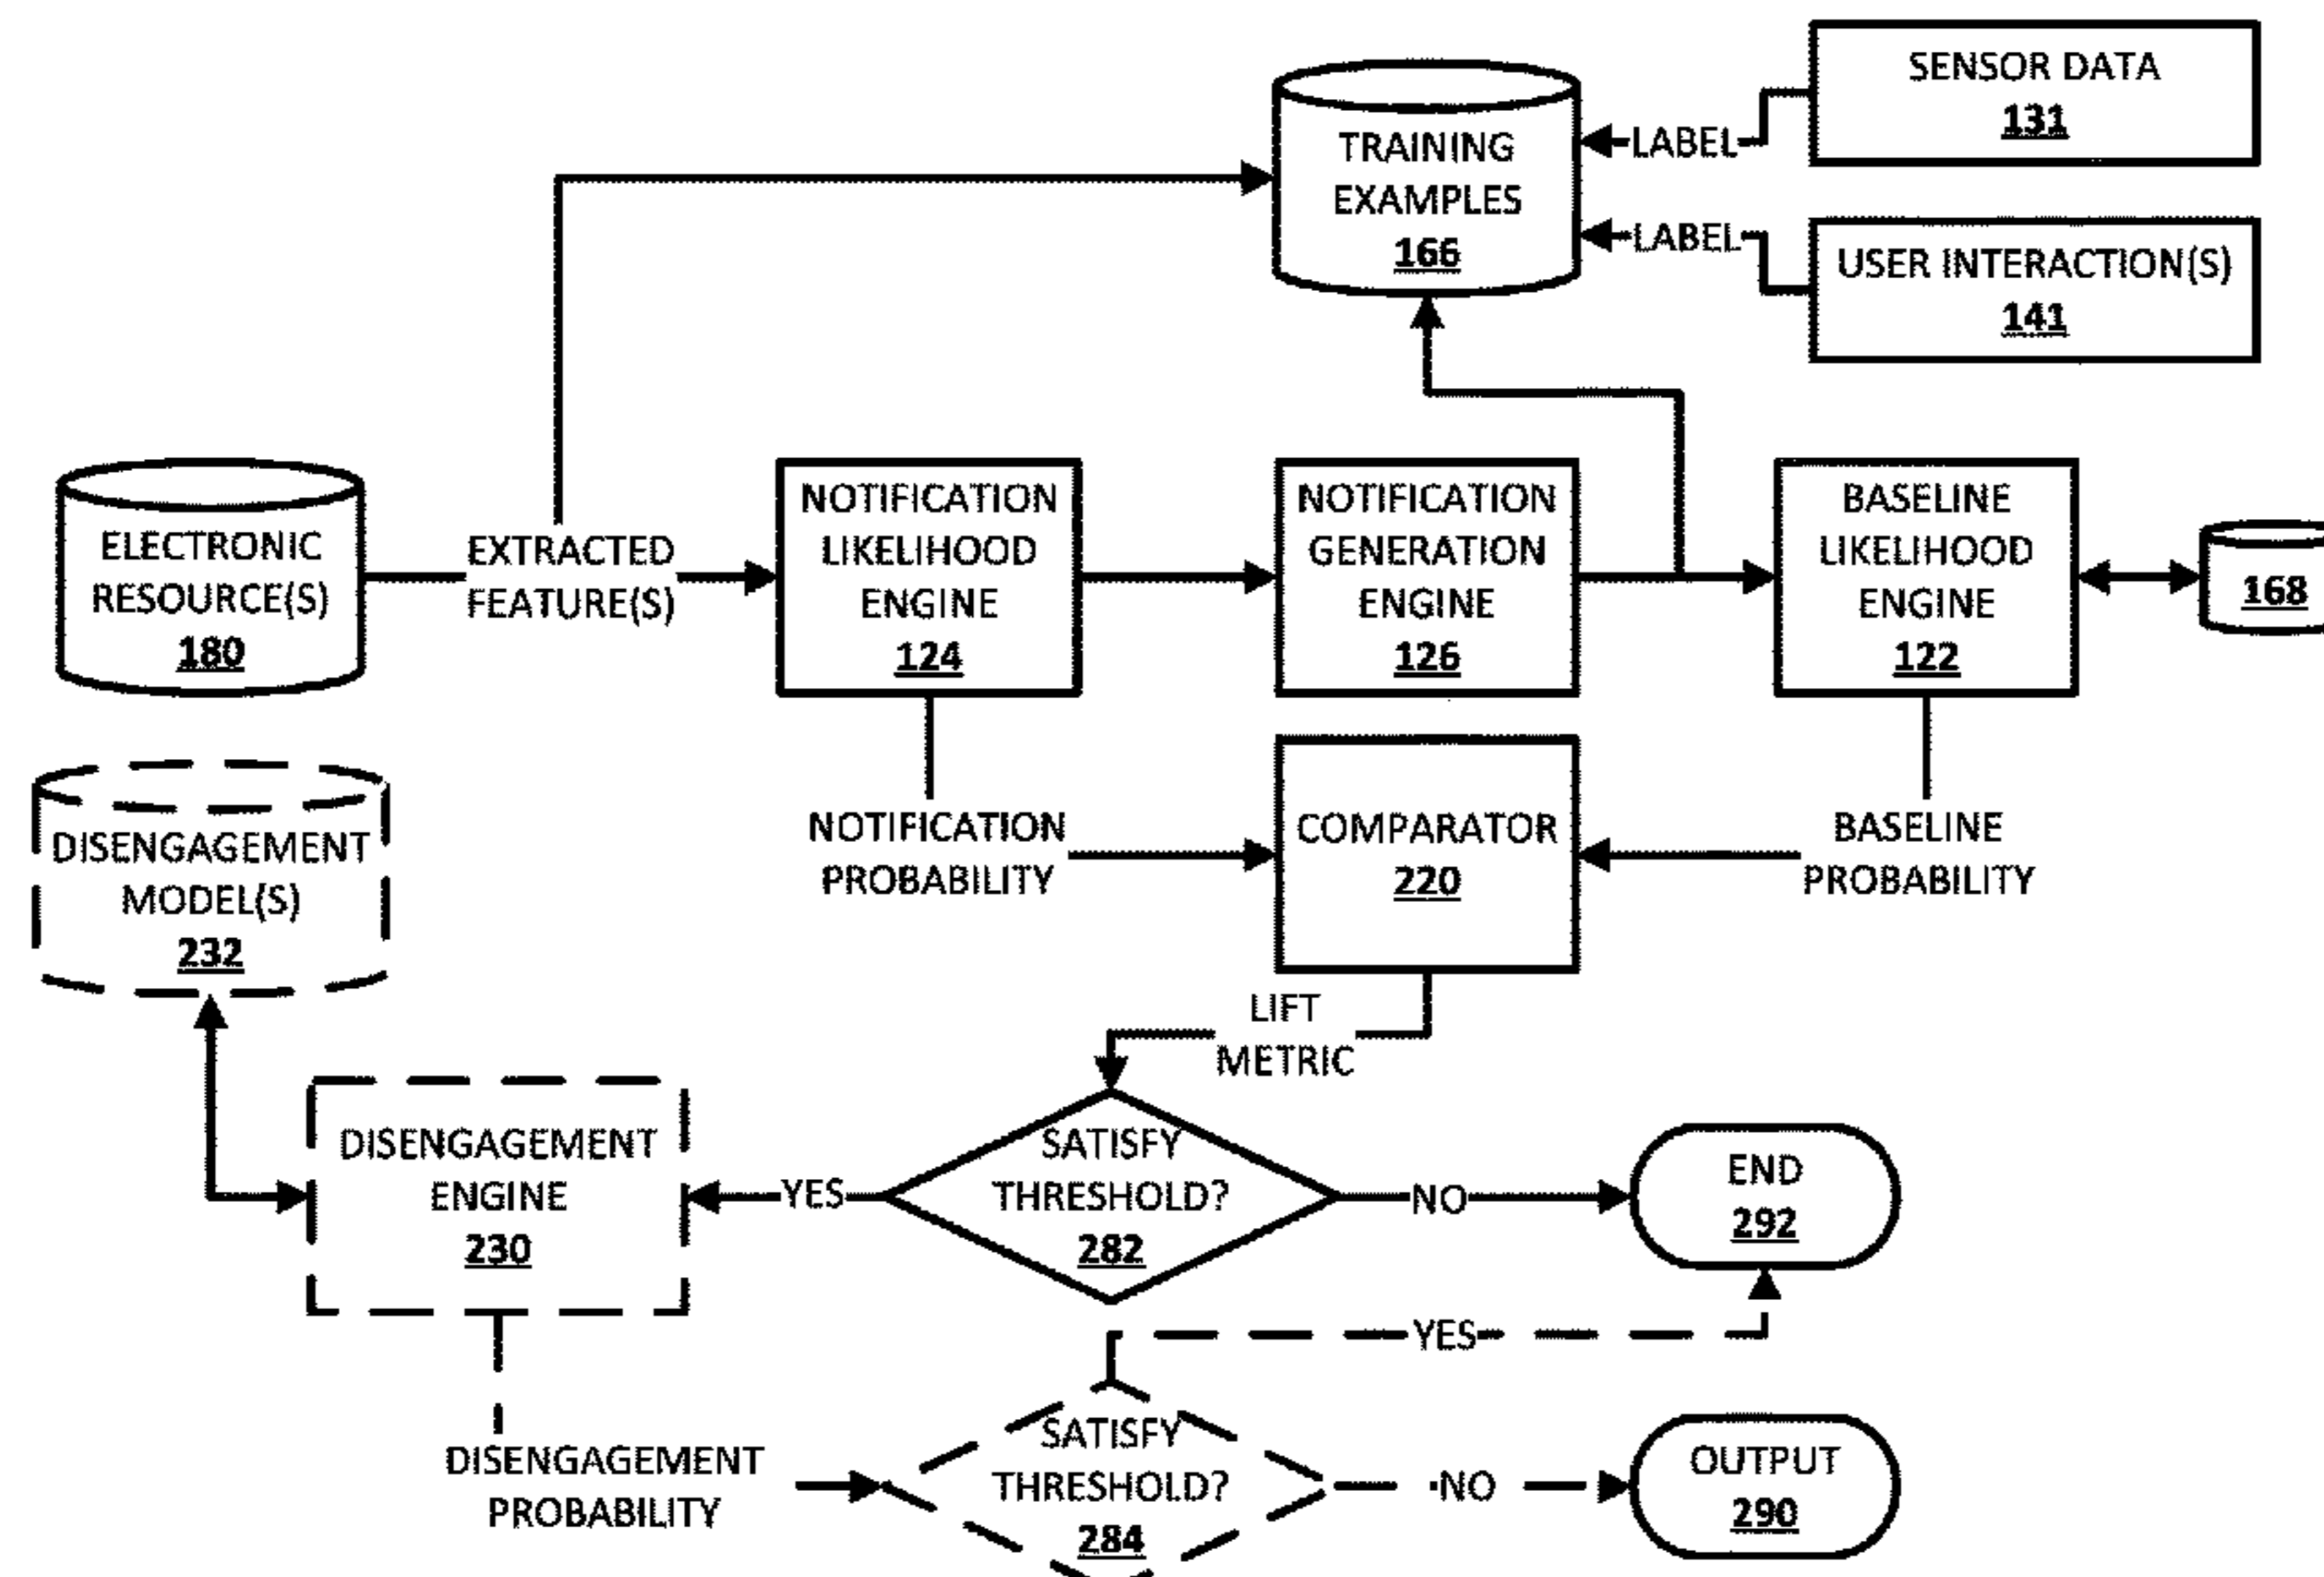 SENSOR DATA
131
TRAINING
EXAMPLES
166
LABEL
LABEL
USER INTERACTION(S)
141
ELECTRONIC
RESOURCE(S)
180
EXTRACTED
FEATURE(S)
NOTIFICATION
LIKELIHOOD
ENGINE
124
NOTIFICATION
GENERATION
ENGINE
126
BASELINE
LIKELIHOOD
ENGINE
122
168
DISENGAGEMENT
MODEL(S)
232
NOTIFICATION
PROBABILITY
COMPARATOR
220
BASELINE
PROBABILITY
LIFT
METRIC
DISENGAGEMENT
ENGINE
230
YES
SATISFY
THRESHOLD?
282
NO
END
292
YES
DISENGAGEMENT
PROBABILITY
SATISFY
THRESHOLD?
284
NO
OUTPUT
290